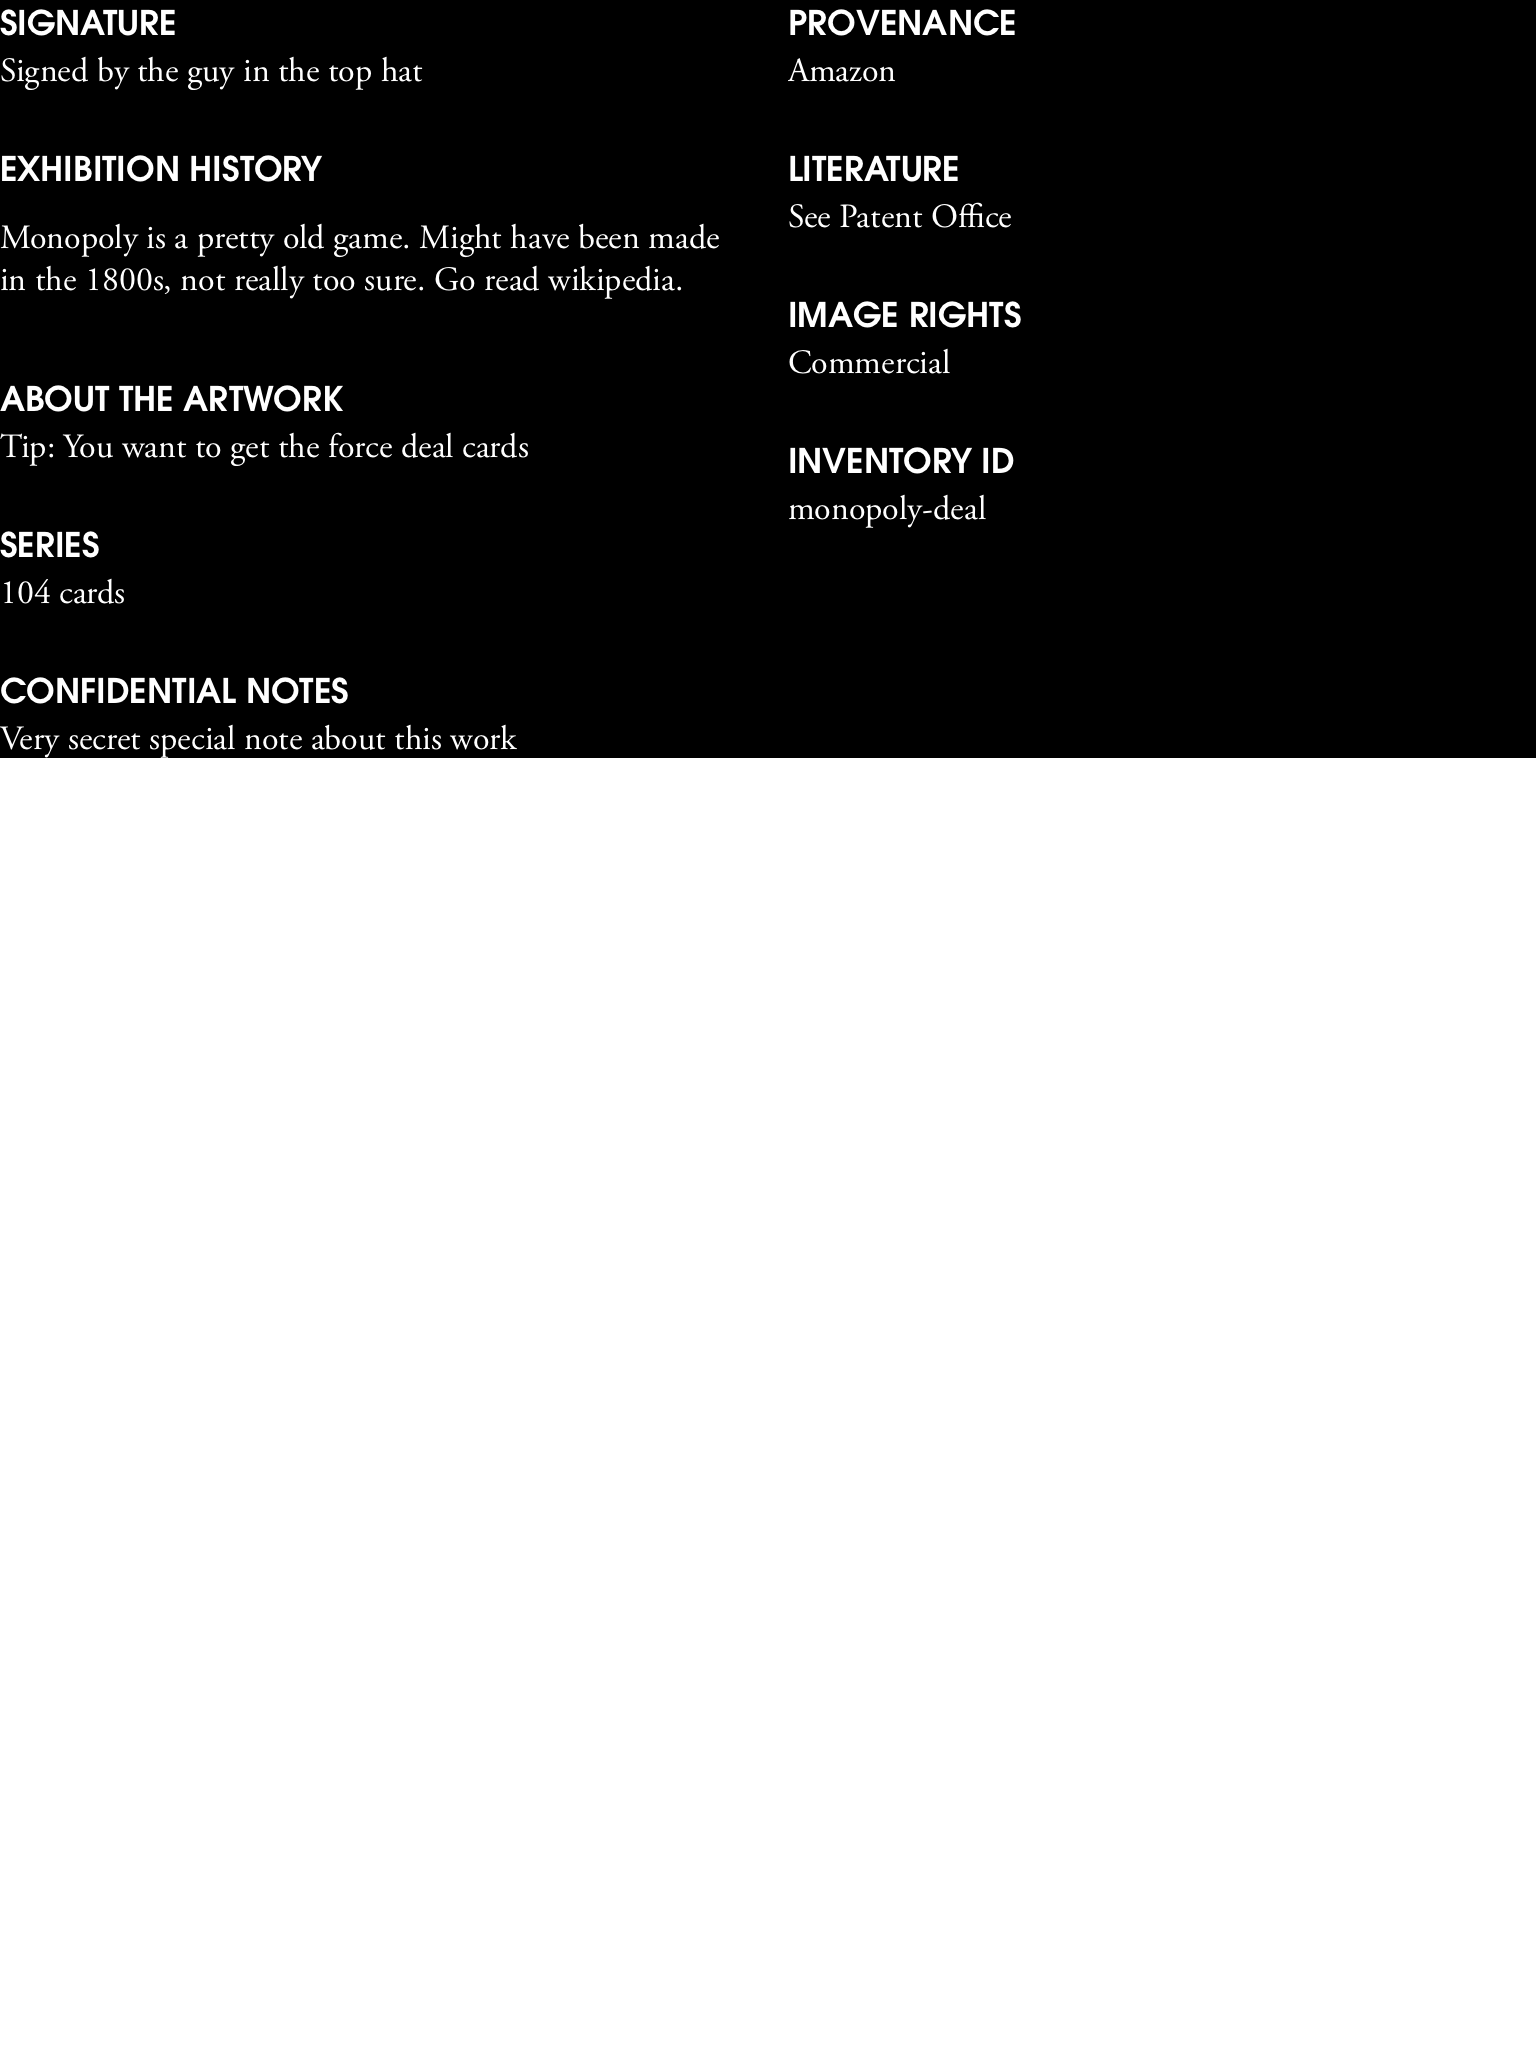 SIGNATURE
Signed by the guy in the top hat
EXHIBITION HISTORY
Monopoly is a pretty old game. Might have been made
in the 1800s, not really too sure. Go read wikipedia.
ABOUT THE ARTWORK
Tip: You want to get the force deal cards
SERIES
104 cards
CONFIDENTIAL NOTES
Very secret special note about this work
PROVENANCE
Amazon
LITERATURE
See Patent Office
IMAGE RIGHTS
Commercial
INVENTORY ID
monopoly-deal